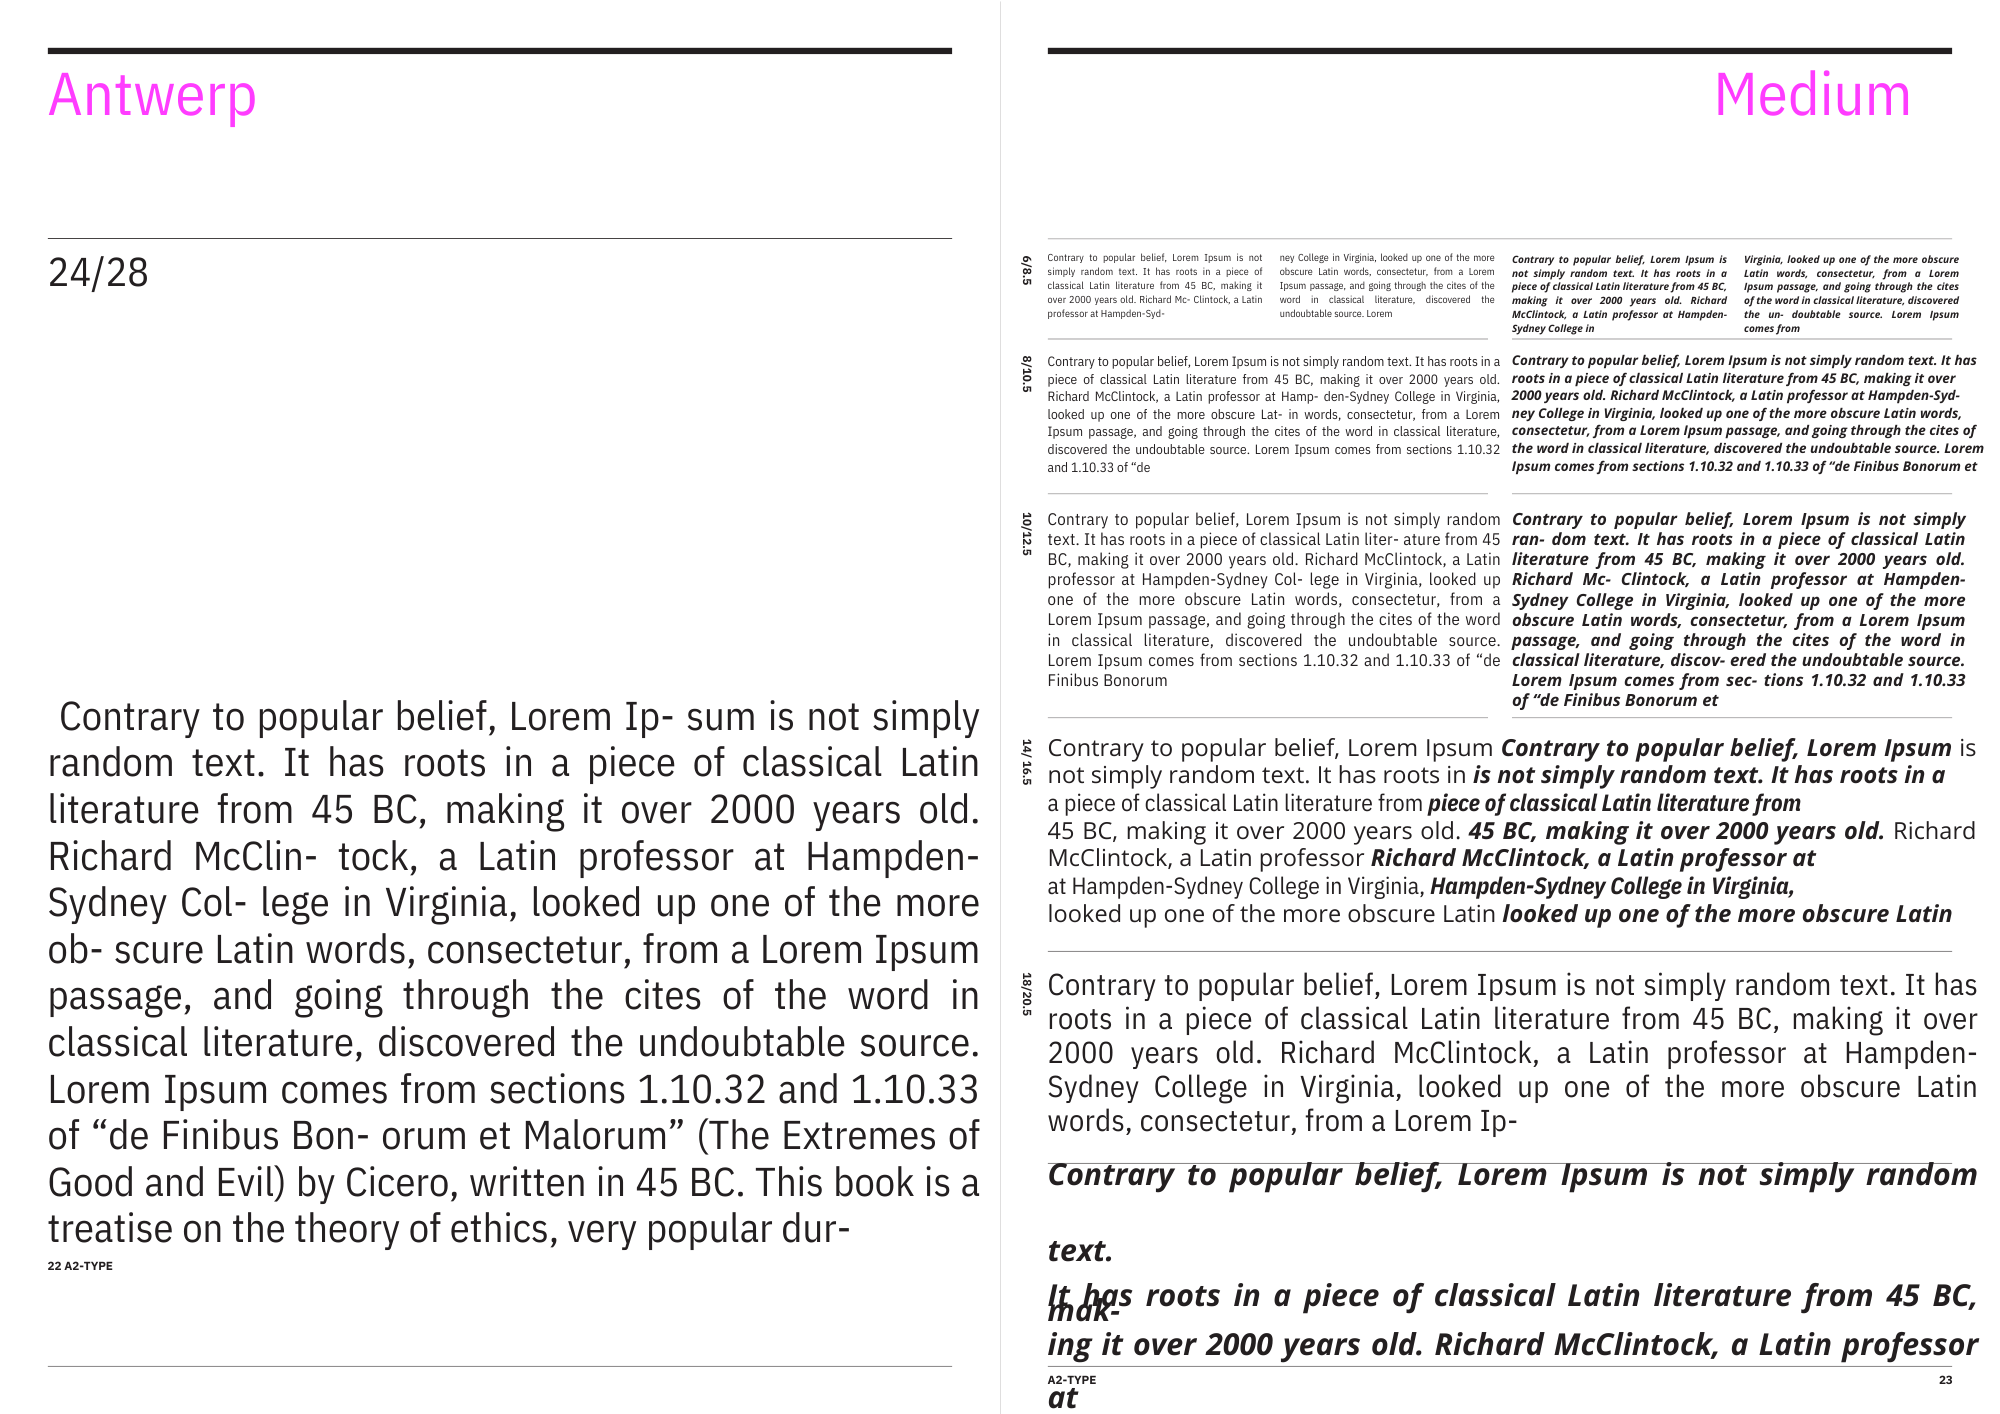 Antwerp
24/28
Contrary to popular belief, Lorem Ip- sum is not simply
random text. It has roots in a piece of classical Latin
literature from 45 BC, making it over 2000 years old.
Richard McClin- tock, a Latin professor at Hampden-
Sydney Col- lege in Virginia, looked up one of the more
ob- scure Latin words, consectetur, from a Lorem Ipsum
passage, and going through the cites of the word in
classical literature, discovered the undoubtable source.
Lorem Ipsum comes from sections 1.10.32 and 1.10.33
of “de Finibus Bon- orum et Malorum” (The Extremes of
Good and Evil) by Cicero, written in 45 BC. This book is a
treatise on the theory of ethics, very popular dur-
22 A2-TYPE
Medium
6/8.5
Contrary to popular belief, Lorem Ipsum is not
simply random text. It has roots in a piece of
classical Latin literature from 45 BC, making it
over 2000 years old. Richard Mc- Clintock, a Latin
professor at Hampden-Syd-
ney College in Virginia, looked up one of the more
obscure Latin words, consectetur, from a Lorem
Ipsum passage, and going through the cites of the
word in classical literature, discovered the
undoubtable source. Lorem
Contrary to popular belief, Lorem Ipsum is
not simply random text. It has roots in a
piece of classical Latin literature from 45 BC,
making it over 2000 years old. Richard
McClintock, a Latin professor at Hampden-
Sydney College in
Virginia, looked up one of the more obscure
Latin words, consectetur, from a Lorem
Ipsum passage, and going through the cites
of the word in classical literature, discovered
the un- doubtable source. Lorem Ipsum
comes from
8/10.5
Contrary to popular belief, Lorem Ipsum is not simply random text. It has roots in a
piece of classical Latin literature from 45 BC, making it over 2000 years old.
Richard McClintock, a Latin professor at Hamp- den-Sydney College in Virginia,
looked up one of the more obscure Lat- in words, consectetur, from a Lorem
Ipsum passage, and going through the cites of the word in classical literature,
discovered the undoubtable source. Lorem Ipsum comes from sections 1.10.32
and 1.10.33 of “de
Contrary to popular belief, Lorem Ipsum is not simply random text. It has
roots in a piece of classical Latin literature from 45 BC, making it over
2000 years old. Richard McClintock, a Latin professor at Hampden-Syd-
ney College in Virginia, looked up one of the more obscure Latin words,
consectetur, from a Lorem Ipsum passage, and going through the cites of
the word in classical literature, discovered the undoubtable source. Lorem
Ipsum comes from sections 1.10.32 and 1.10.33 of “de Finibus Bonorum et
10/12.5
Contrary to popular belief, Lorem Ipsum is not simply random
text. It has roots in a piece of classical Latin liter- ature from 45
BC, making it over 2000 years old. Richard McClintock, a Latin
professor at Hampden-Sydney Col- lege in Virginia, looked up
one of the more obscure Latin words, consectetur, from a
Lorem Ipsum passage, and going through the cites of the word
in classical literature, discovered the undoubtable source.
Lorem Ipsum comes from sections 1.10.32 and 1.10.33 of “de
Finibus Bonorum
Contrary to popular belief, Lorem Ipsum is not simply
ran- dom text. It has roots in a piece of classical Latin
literature from 45 BC, making it over 2000 years old.
Richard Mc- Clintock, a Latin professor at Hampden-
Sydney College in Virginia, looked up one of the more
obscure Latin words, consectetur, from a Lorem Ipsum
passage, and going through the cites of the word in
classical literature, discov- ered the undoubtable source.
Lorem Ipsum comes from sec- tions 1.10.32 and 1.10.33
of “de Finibus Bonorum et
14/ 16.5
Contrary to popular belief, Lorem Ipsum Contrary to popular belief, Lorem Ipsum is
not simply random text. It has roots in is not simply random text. It has roots in a
a piece of classical Latin literature from piece of classical Latin literature from
45 BC, making it over 2000 years old. 45 BC, making it over 2000 years old. Richard
McClintock, a Latin professor Richard McClintock, a Latin professor at
at Hampden-Sydney College in Virginia, Hampden-Sydney College in Virginia,
looked up one of the more obscure Latin looked up one of the more obscure Latin
18/20.5
Contrary to popular belief, Lorem Ipsum is not simply random text. It has
roots in a piece of classical Latin literature from 45 BC, making it over
2000 years old. Richard McClintock, a Latin professor at Hampden-
Sydney College in Virginia, looked up one of the more obscure Latin
words, consectetur, from a Lorem Ip-
Contrary to popular belief, Lorem Ipsum is not simply random
text.
It has roots in a piece of classical Latin literature from 45 BC,
mak-
ing it over 2000 years old. Richard McClintock, a Latin professor
at
A2-TYPE
23